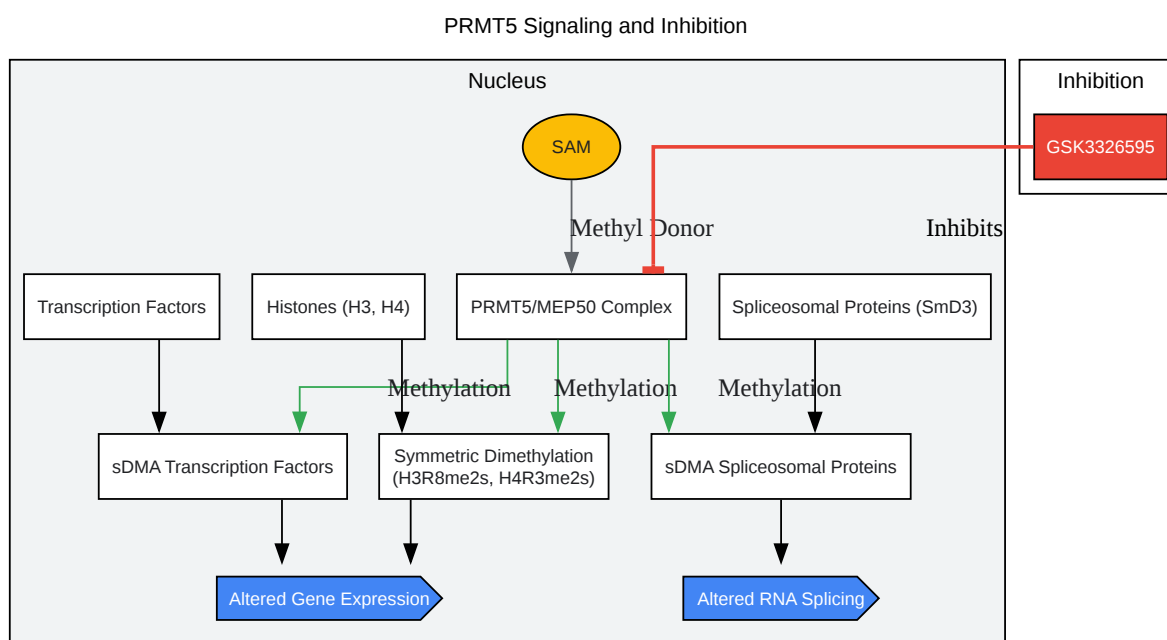 PRMT5 Signaling and Inhibition
Nucleus
Inhibition
SAM
GSK3326595
Methyl Donor
Inhibits
Transcription Factors
Histones (H3, H4)
PRMT5/MEP50 Complex
Spliceosomal Proteins (SmD3)
Methylation
Methylation
Methylation
sDMA Transcription Factors
Symmetric Dimethylation
(H3R8me2s, H4R3me2s)
sDMA Spliceosomal Proteins
Altered Gene Expression
Altered RNA Splicing